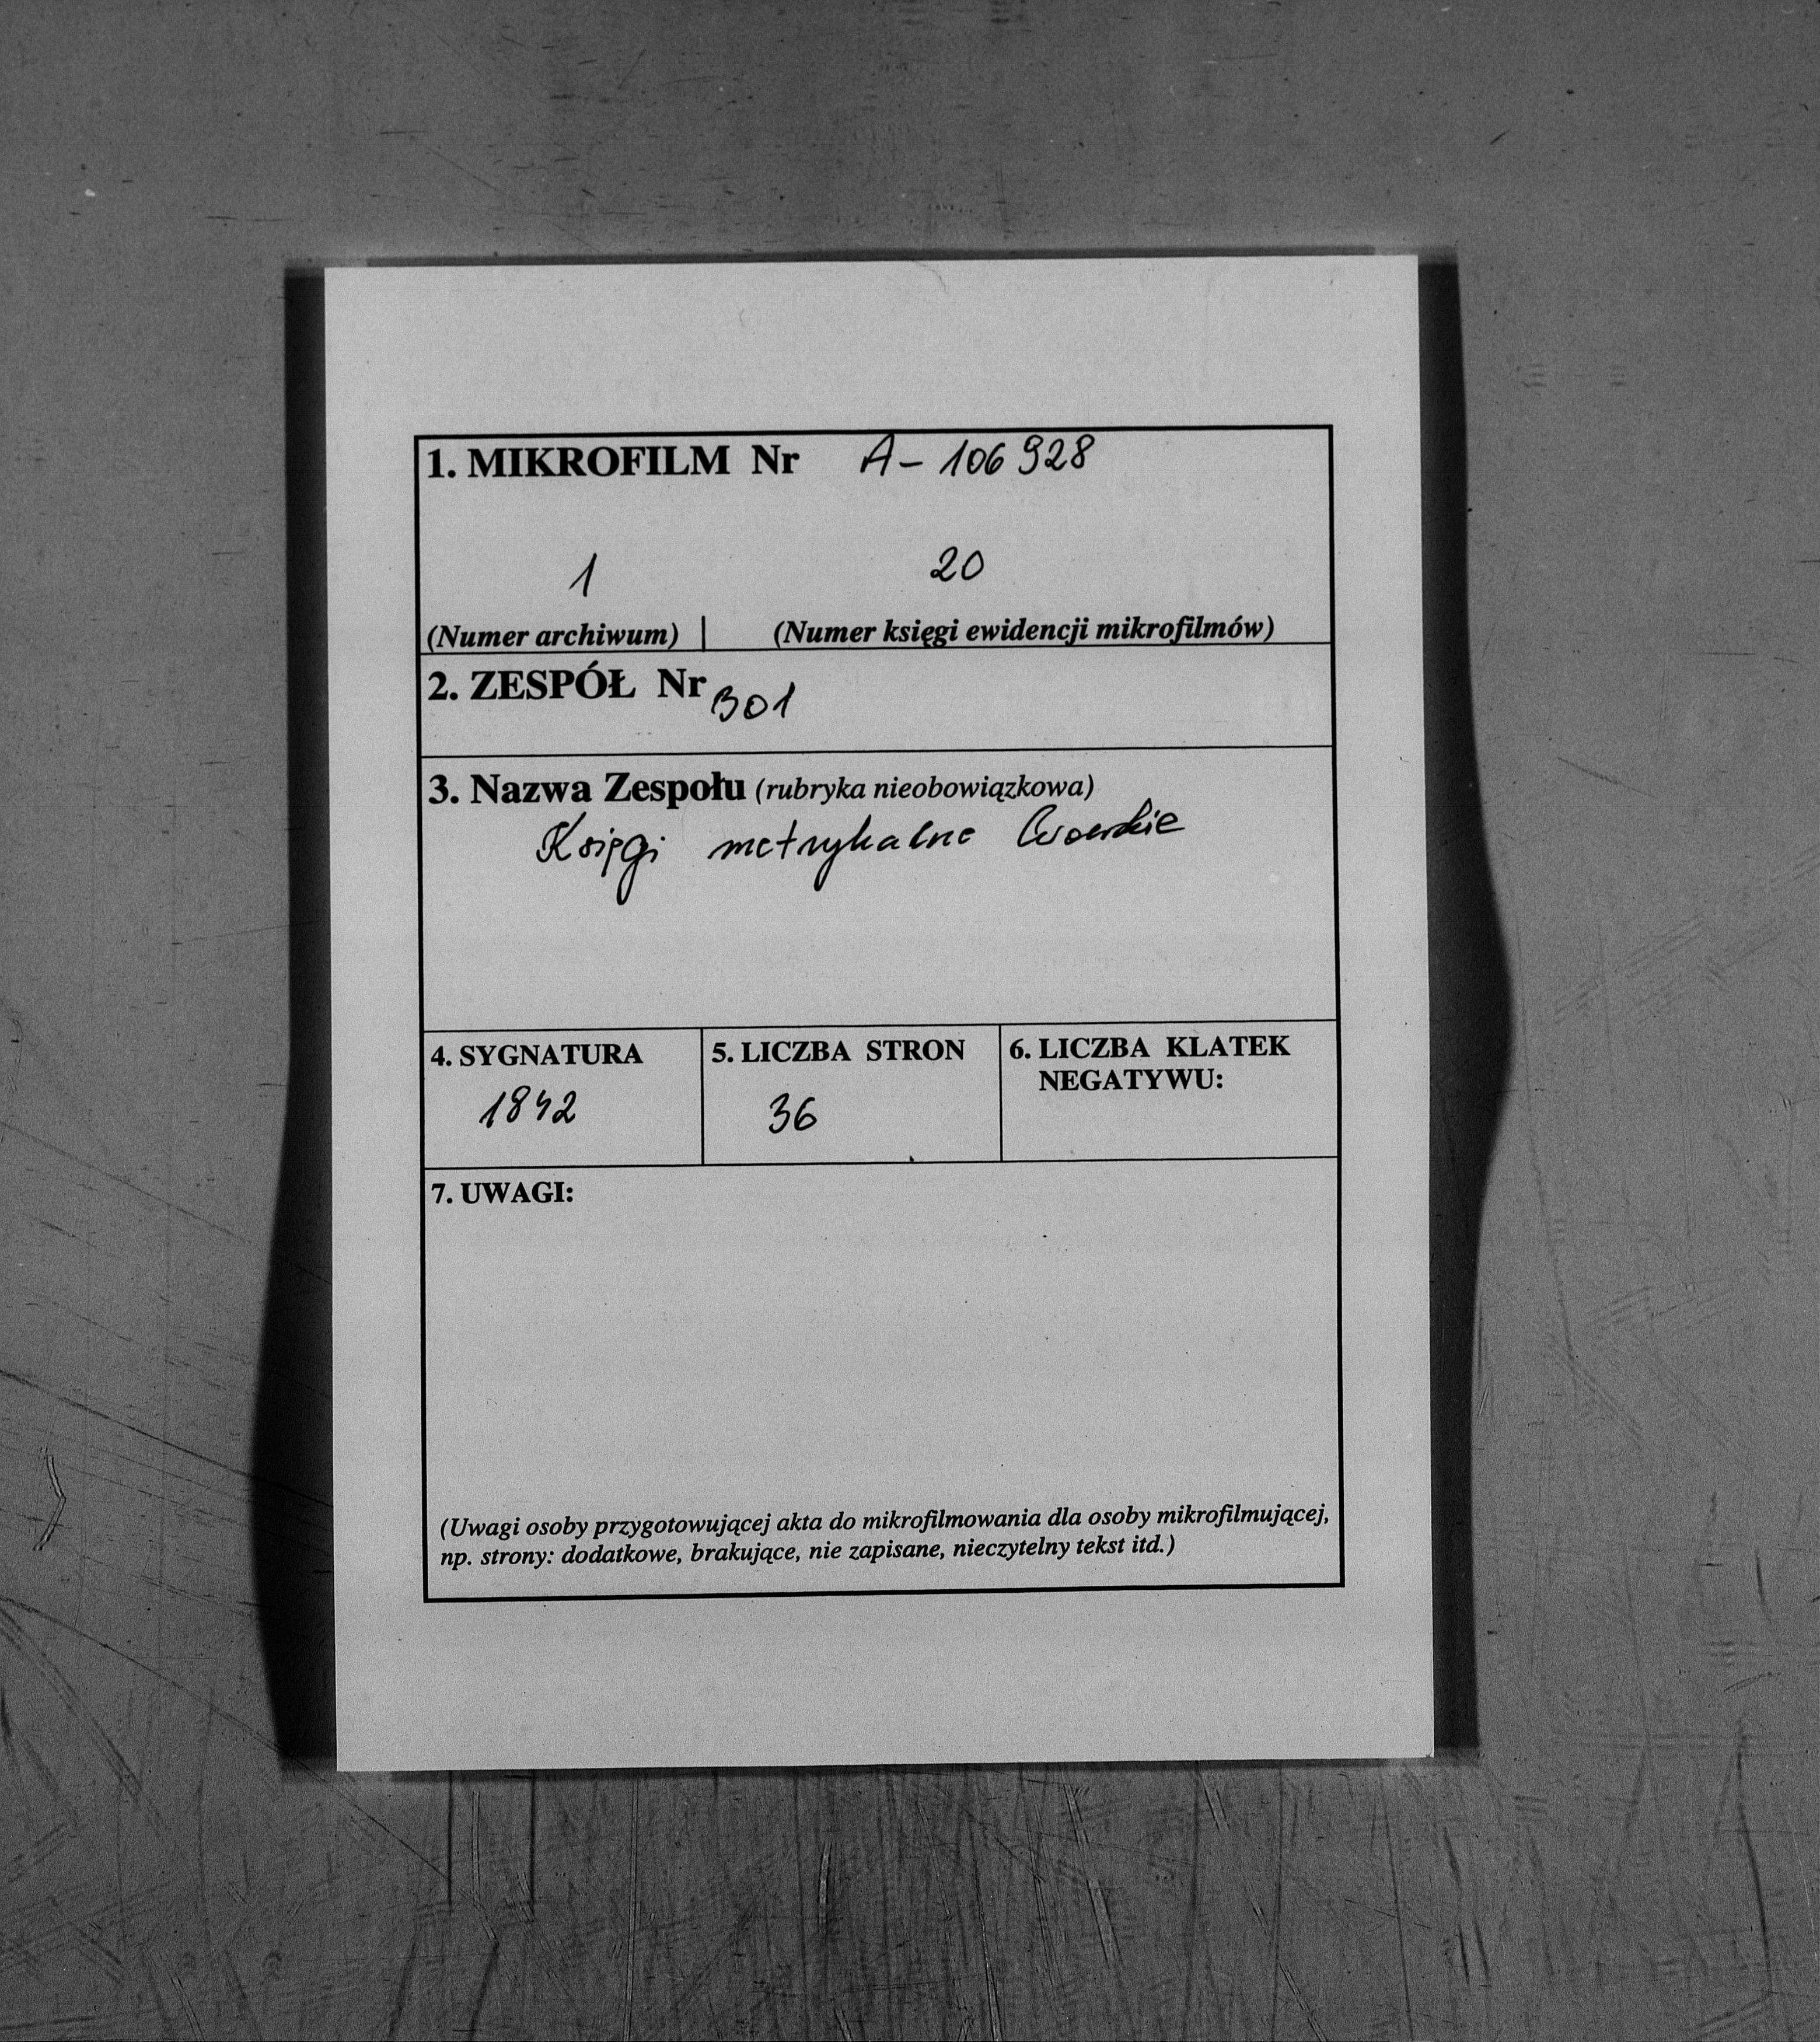 1. MIKROFILM Nr A-106928
1 20
(Numer archiwum) | (Numer księgi ewidencji mikrofilmów)
2. ZESPÓŁ Nr 301
3. Nazwa Zespołu (rubryka nieobowiązkowa)
Księgi metrykalne
4. SYGNATURA 5. LICZBA STRON 6. LICZBA KLATEK
NEGATYWU:
1842 36
7. UWAGI:
(Uwagi osoby przygotowującej akta do mikrofilmowania dla osoby mikrofilmującej,
np. strony: dodatkowe, brakujące, nie zapisane, nieczytelny tekst itd.)